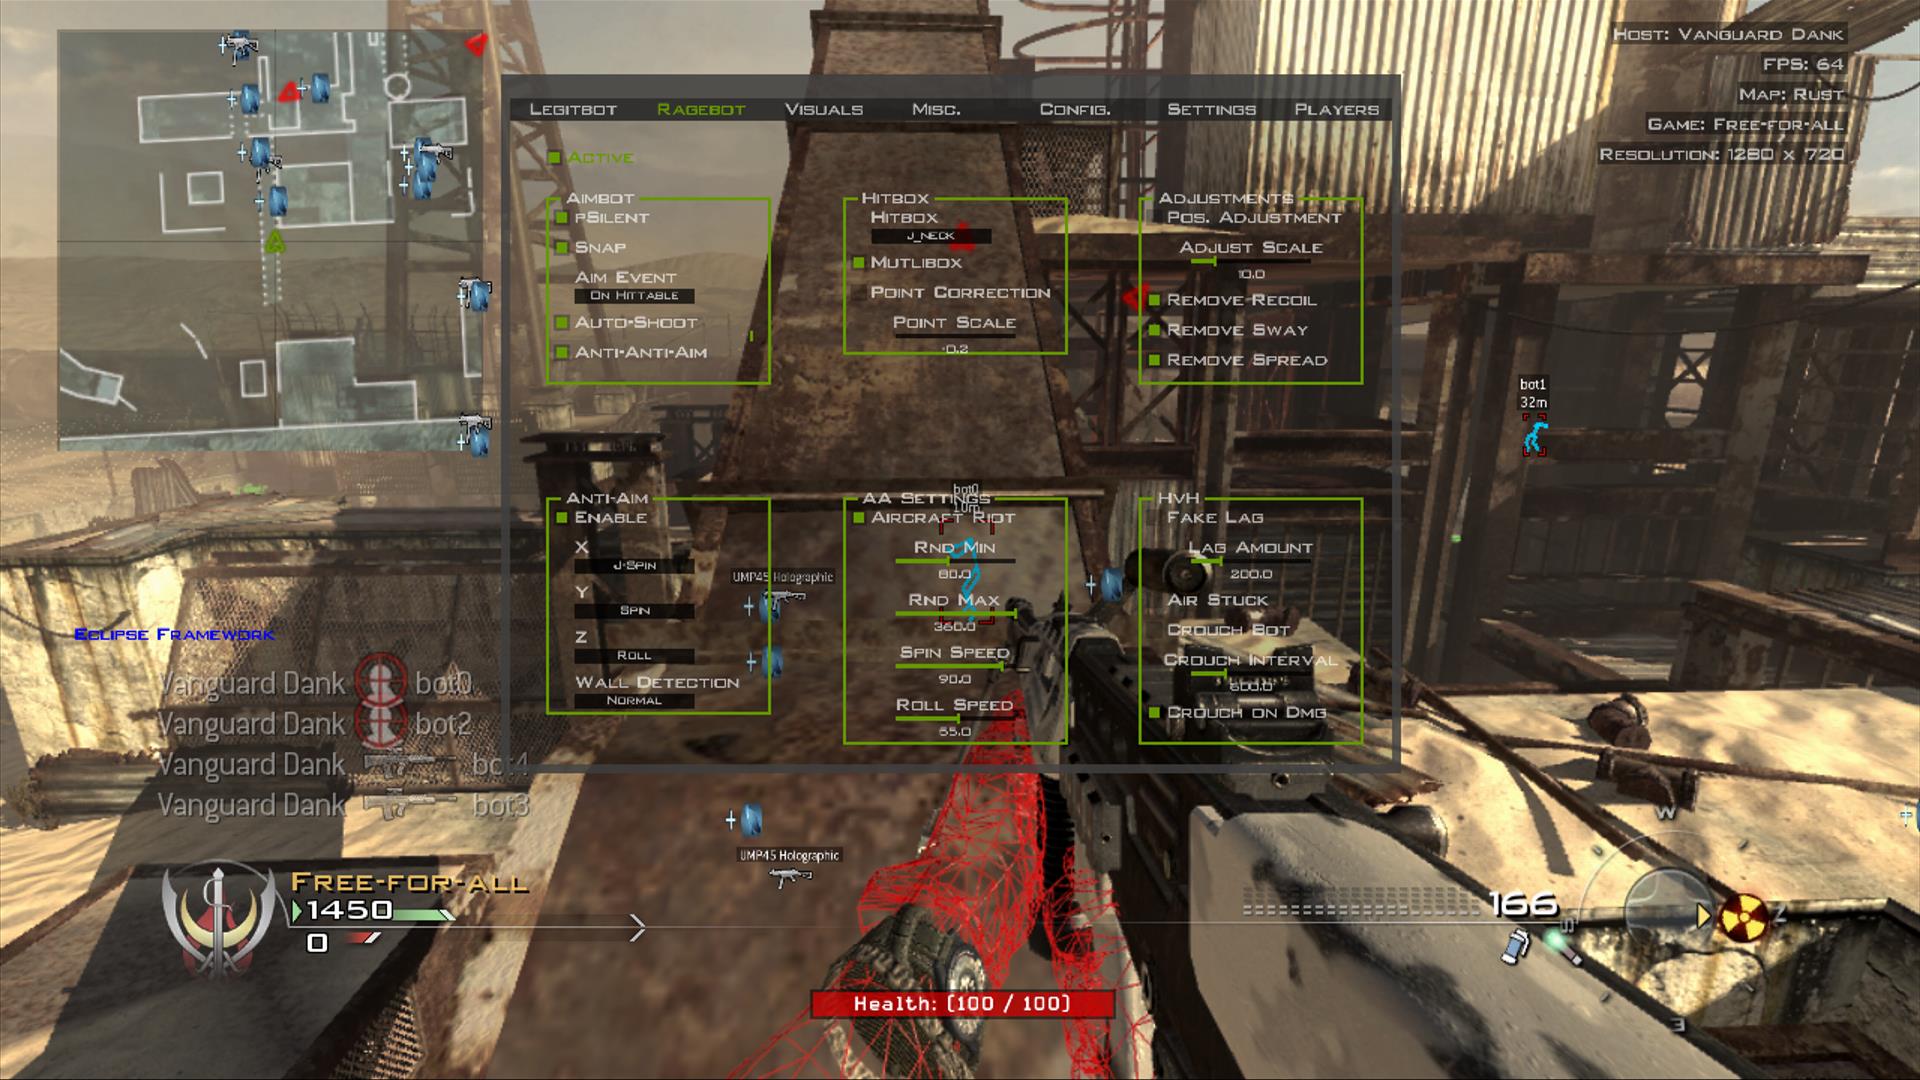 Host: Vanguard Dank
FPS: 64
Map: Rust
Game: Free-for-all
Resolution: 1280 x 720
Legitbot Ragebot Visuals Misc. Config. Settings Players
Active
Aimbot
pSilent
Snap
Aim Event
On Hittable
Auto-Shoot
Anti-Anti-Aim
Hitbox
Hitbox
J_NECK
Mutlibox
Point Correction
Point Scale
-0.2
Adjustments
Pos. Adjustment
Adjust Scale
10.0
Remove Recoil
Remove Sway
Remove Spread
bot1
32m
Anti-Aim
Enable
X
J-Spin
Y
Spin
Z
Roll
Wall Detection
Normal
bot0
10m
AA Settings
Aircraft Riot
Rnd Min
80.0
Rnd Max
360.0
Spin Speed
90.0
Roll Speed
55.0
HvH
Fake Lag
Lag Amount
200.0
Air Stuck
Crouch Bot
Crouch Interval
600.0
Crouch on Dmg
UMP45 Holographic
Eclipse Framework
Vanguard Dank bot0
Vanguard Dank bot2
Vanguard Dank bot4
Vanguard Dank bot3
UMP45 Holographic
Free-for-all
1450
0
Health: (100 / 100)
166
W
S